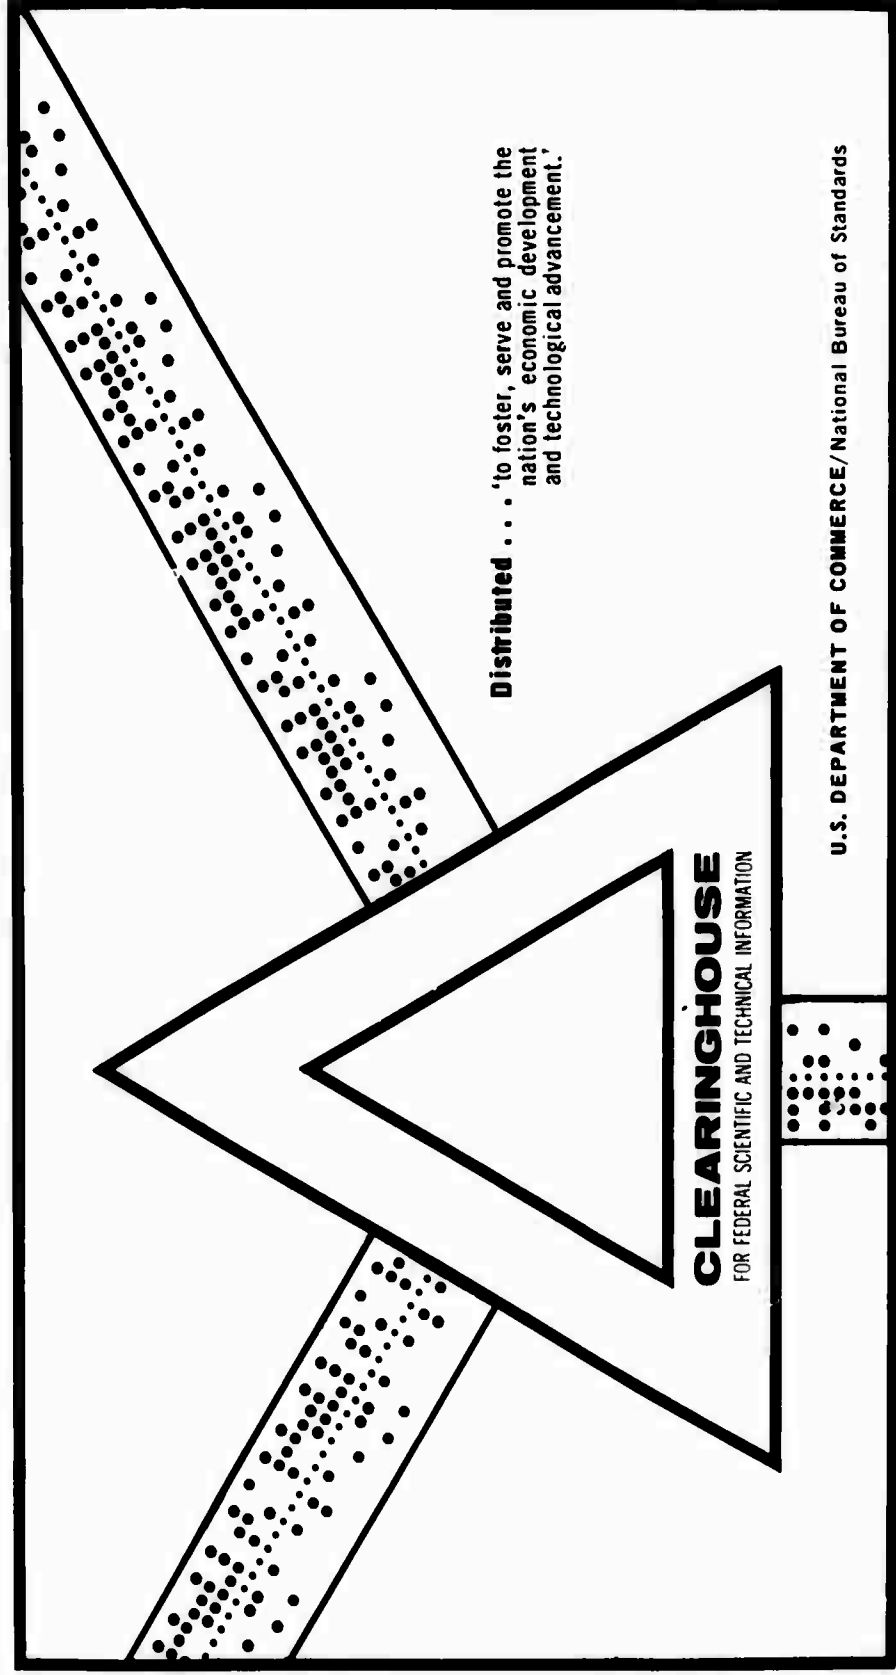 Distributed . . . ‘to foster, serve and promote the
nation's economic development
and technological advancement.’
CLEARINGHOUSE
FOR FEDERAL SCIENTIFIC AND TECHNICAL INFORMATION
U.S. DEPARTMENT OF COMMERCE/National Bureau of Standards